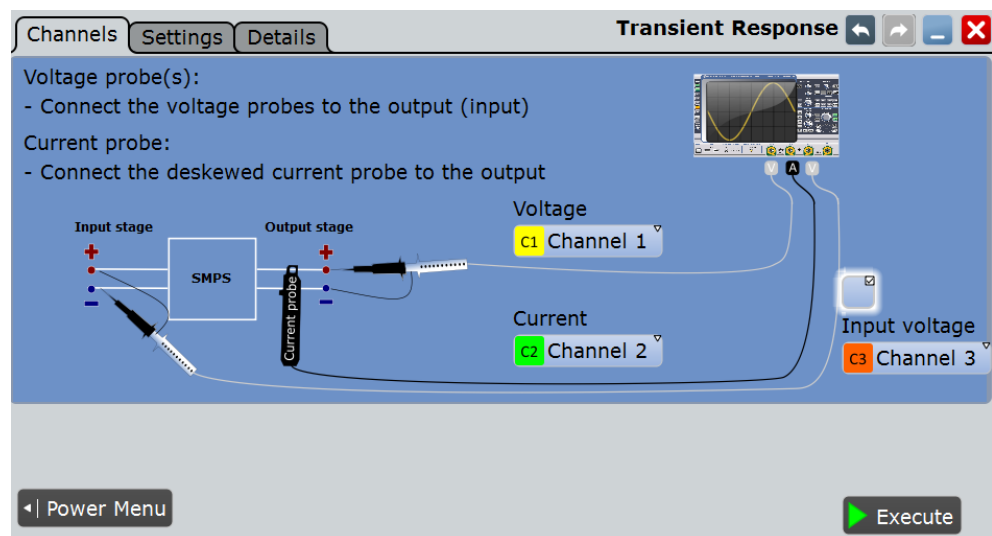 Channels Settings Details Transient Response
Voltage probe(s):
- Connect the voltage probes to the output (input)
Current probe:
- Connect the deskewed current probe to the output
V A V
Voltage
C1 Channel 1
Input stage Output stage
+ +
SMPS
- -
Current probe
Current
C2 Channel 2
Input voltage
C3 Channel 3
Power Menu
Execute